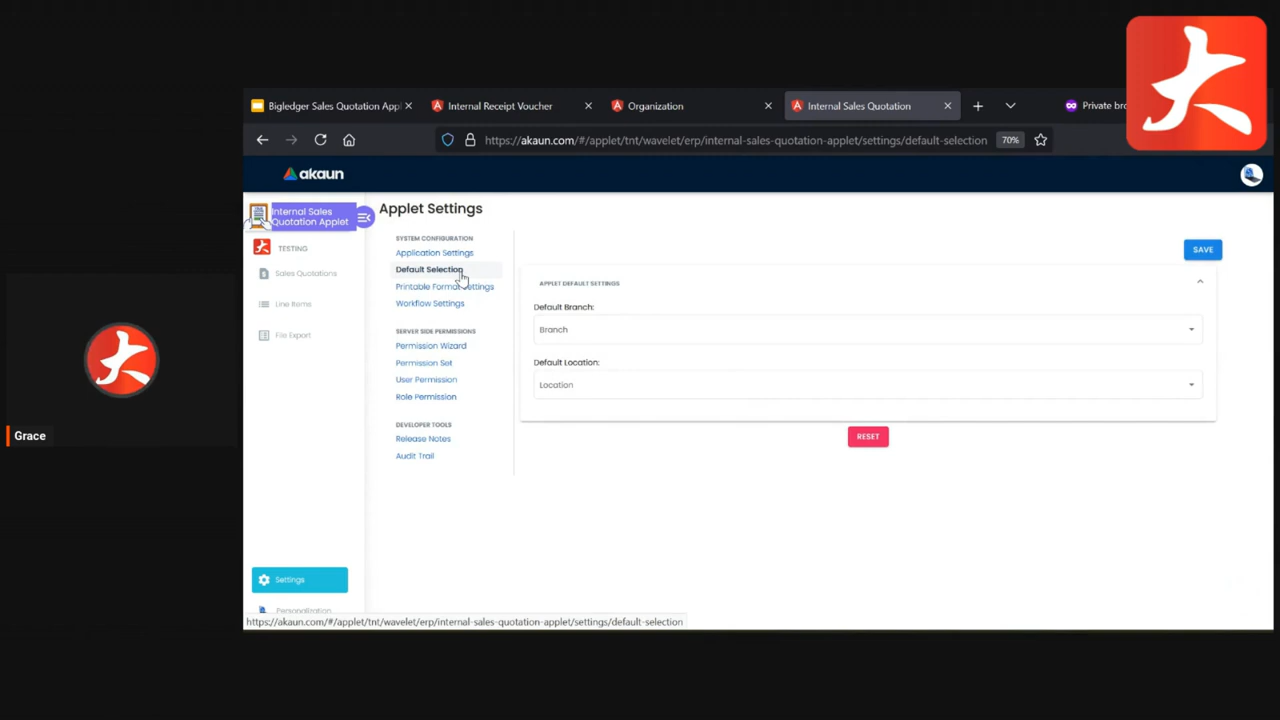 大
Bigledger Sales Quotation Appl
Internal Receipt Voucher
Organization
Internal Sales Quotation
Private bro
https://akaun.com/#/applet/tnt/wavelet/erp/internal-sales-quotation-applet/settings/default-selection
70%
akaun
Internal Sales
Quotation Applet
TESTING
Sales Quotations
Line Items
File Export
Settings
Personalization
Applet Settings
SYSTEM CONFIGURATION
Application Settings
Default Selection
Printable Format Settings
Workflow Settings
SERVER SIDE PERMISSIONS
Permission Wizard
Permission Set
User Permission
Role Permission
DEVELOPER TOOLS
Release Notes
Audit Trail
SAVE
APPLET DEFAULT SETTINGS
Default Branch:
Branch
Default Location:
Location
RESET
大
Grace
https://akaun.com/#/applet/tnt/wavelet/erp/internal-sales-quotation-applet/settings/default-selection